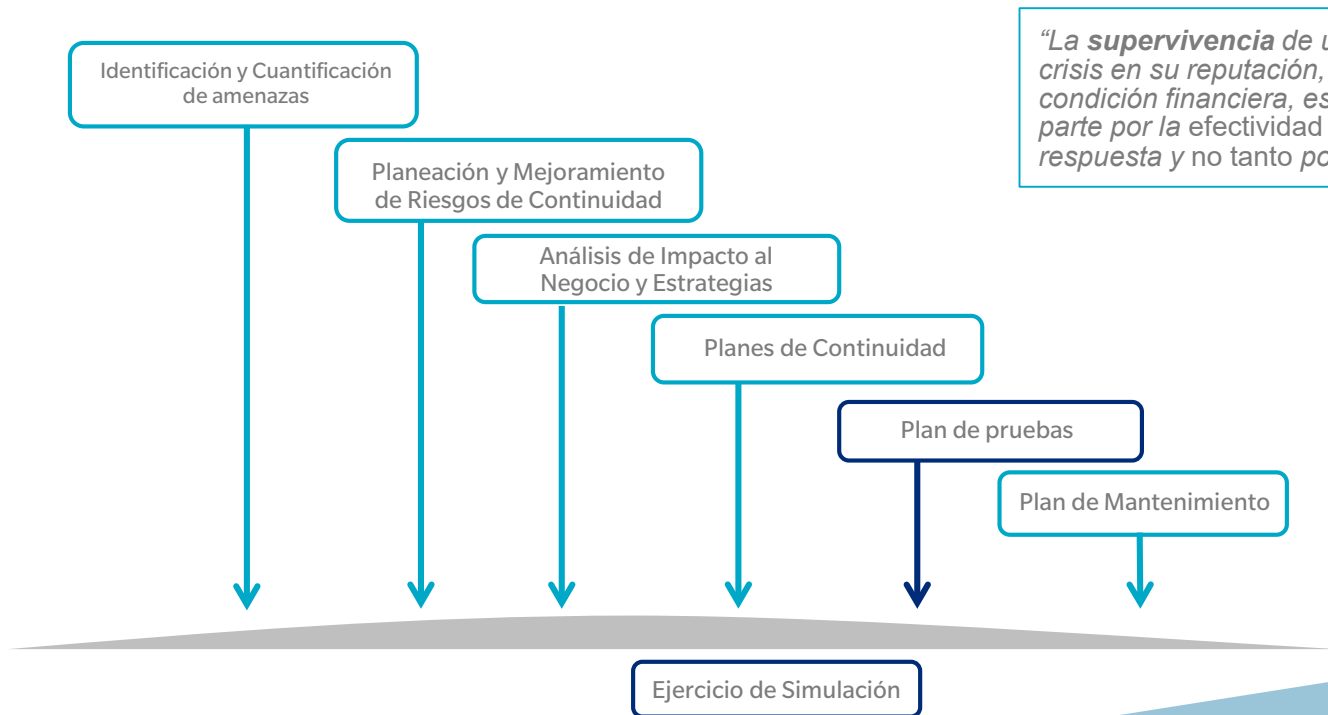 “La supervivencia de
crisis en su reputación,
condición financiera,
parte por la efectividad
respuesta y no tanto
Identificación y Cuantificación
de amenazas
Planeación y Mejoramiento
de Riesgos de Continuidad
Análisis de Impacto al
Negocio y Estrategias
Planes de Continuidad
Plan de pruebas
Plan de Mantenimiento
Ejercicio de Simulación